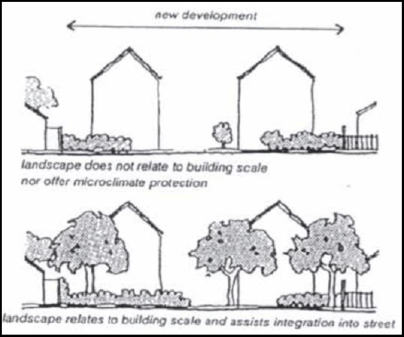 new development
landscape does not relate to building scale
nor offer microclimate protection
landscape relates to building scale and assists integration into street